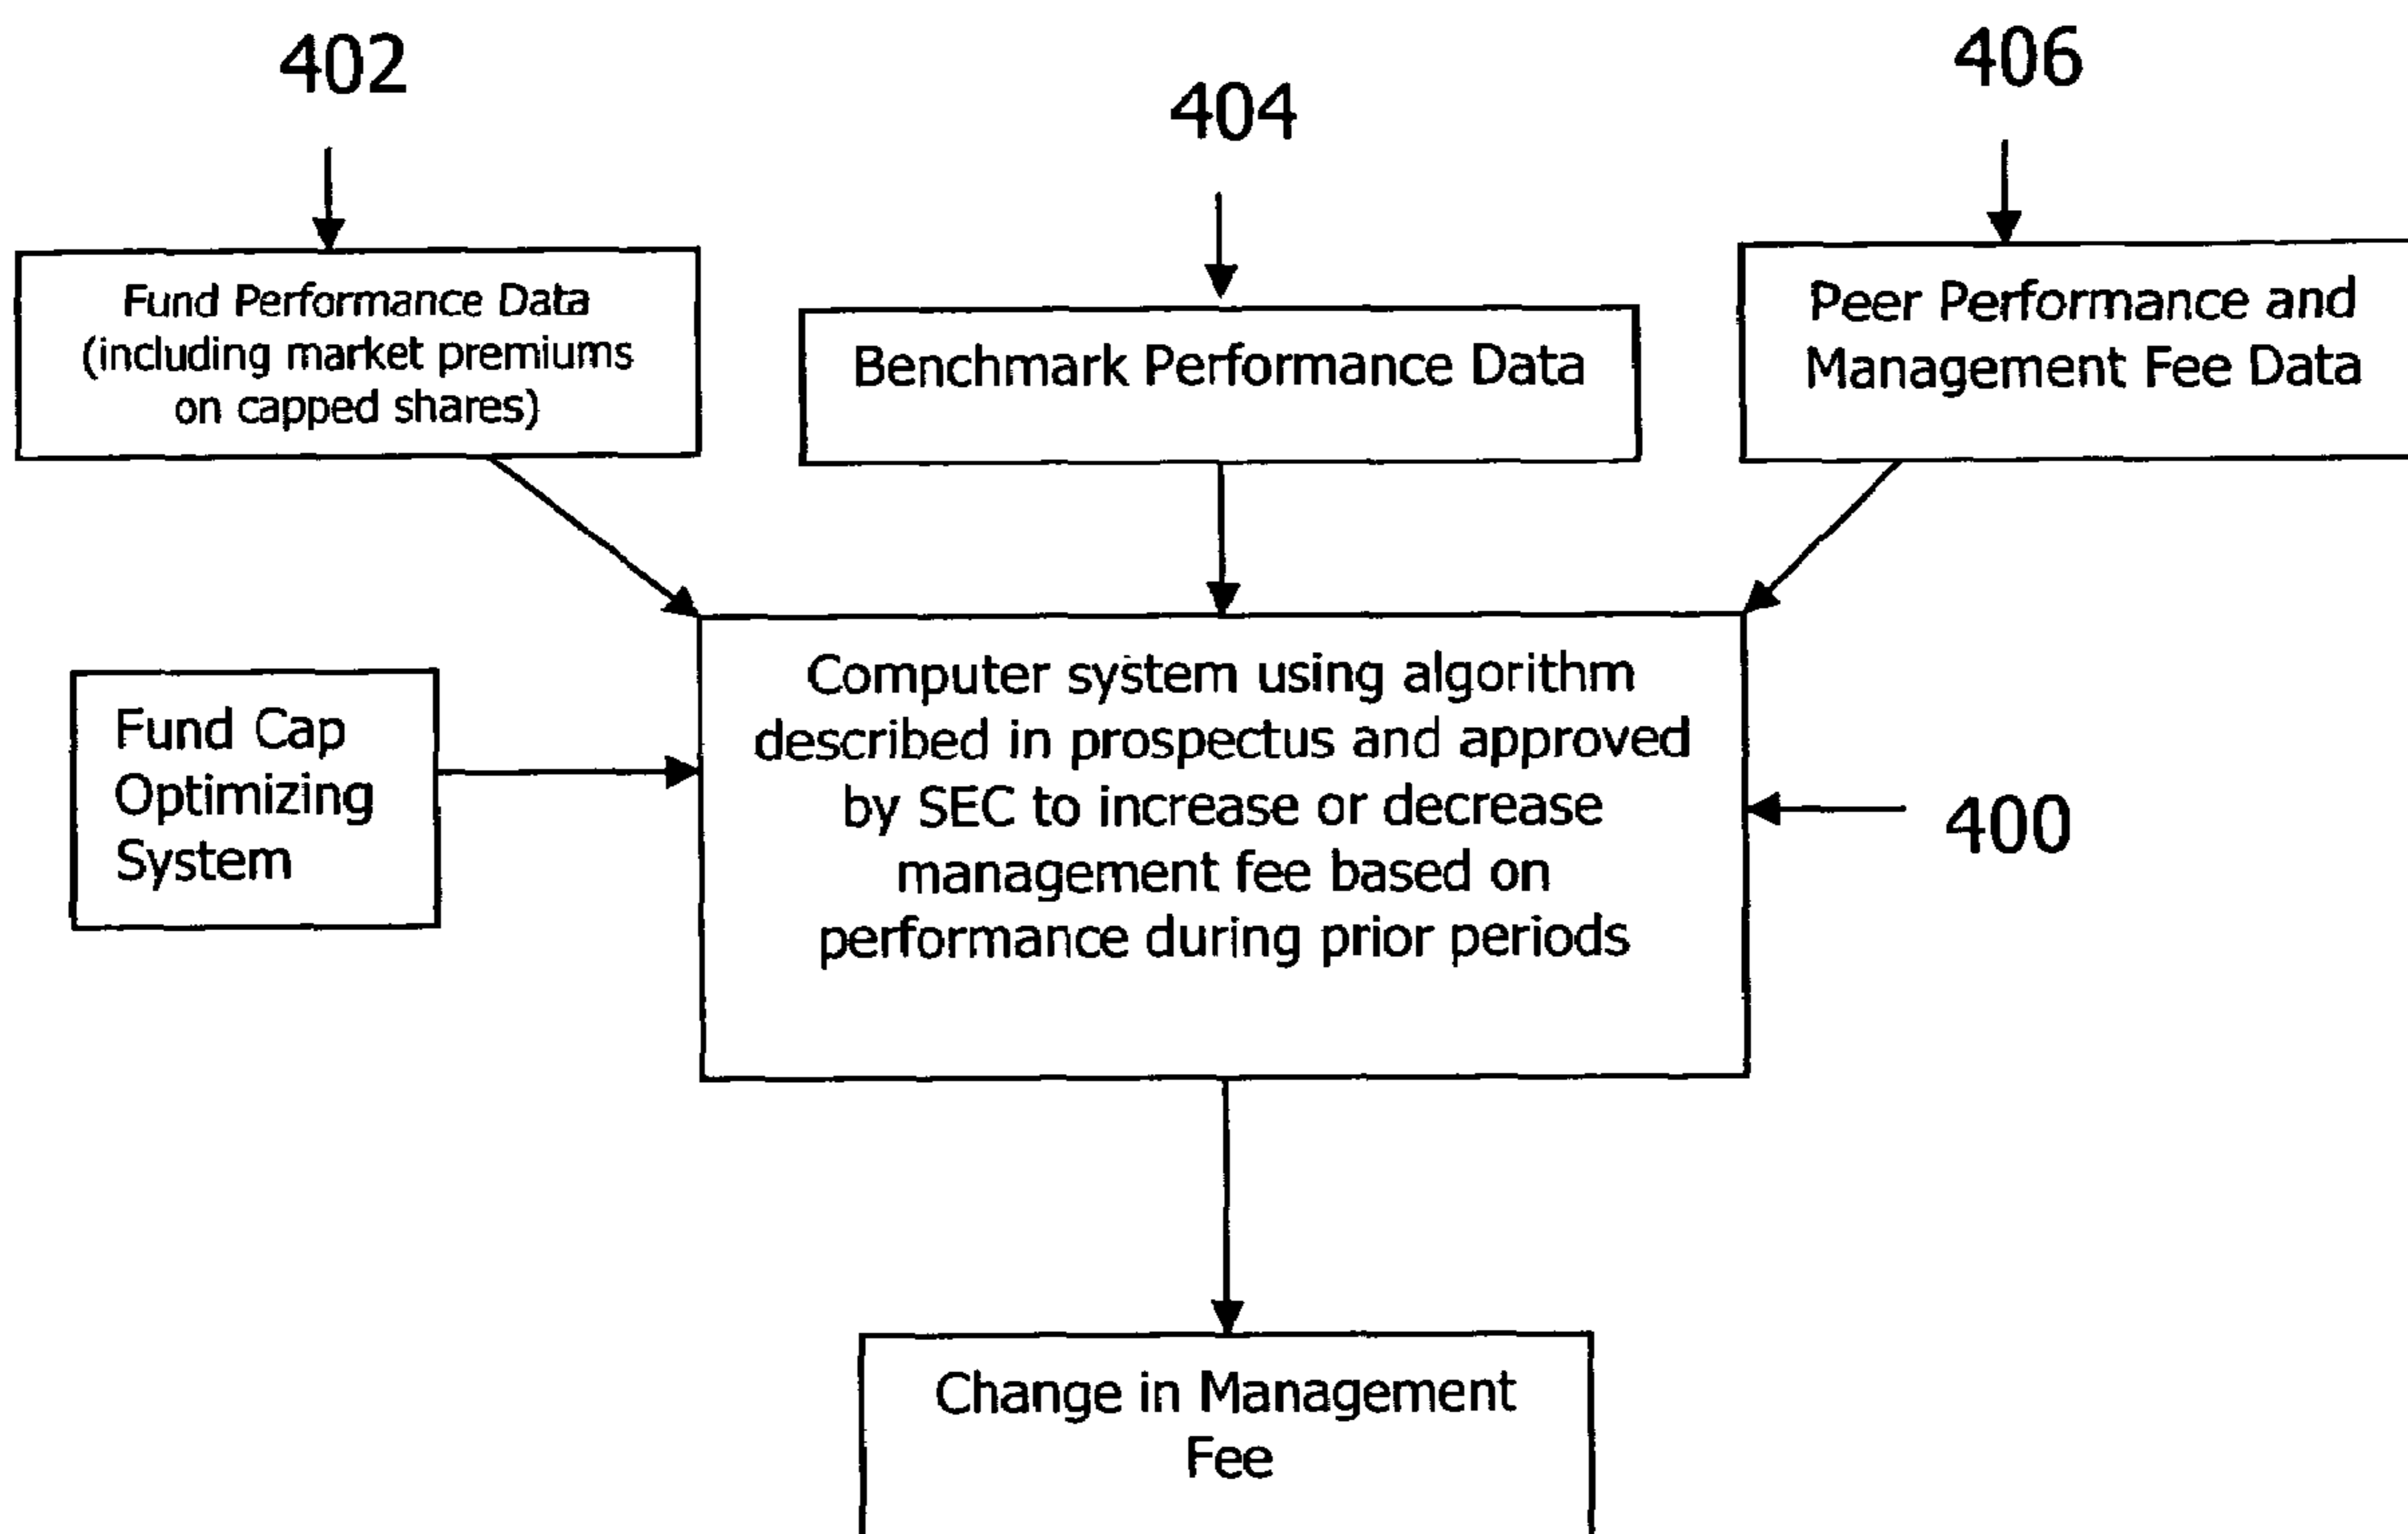 402
404
406
Fund Performance Data
(including market premiums
on capped shares)
Benchmark Performance Data
Peer Performance and
Management Fee Data
Fund Cap
Optimizing
System
Computer system using algorithm
described in prospectus and approved
by SEC to increase or decrease
management fee based on
performance during prior periods
400
Change in Management
Fee